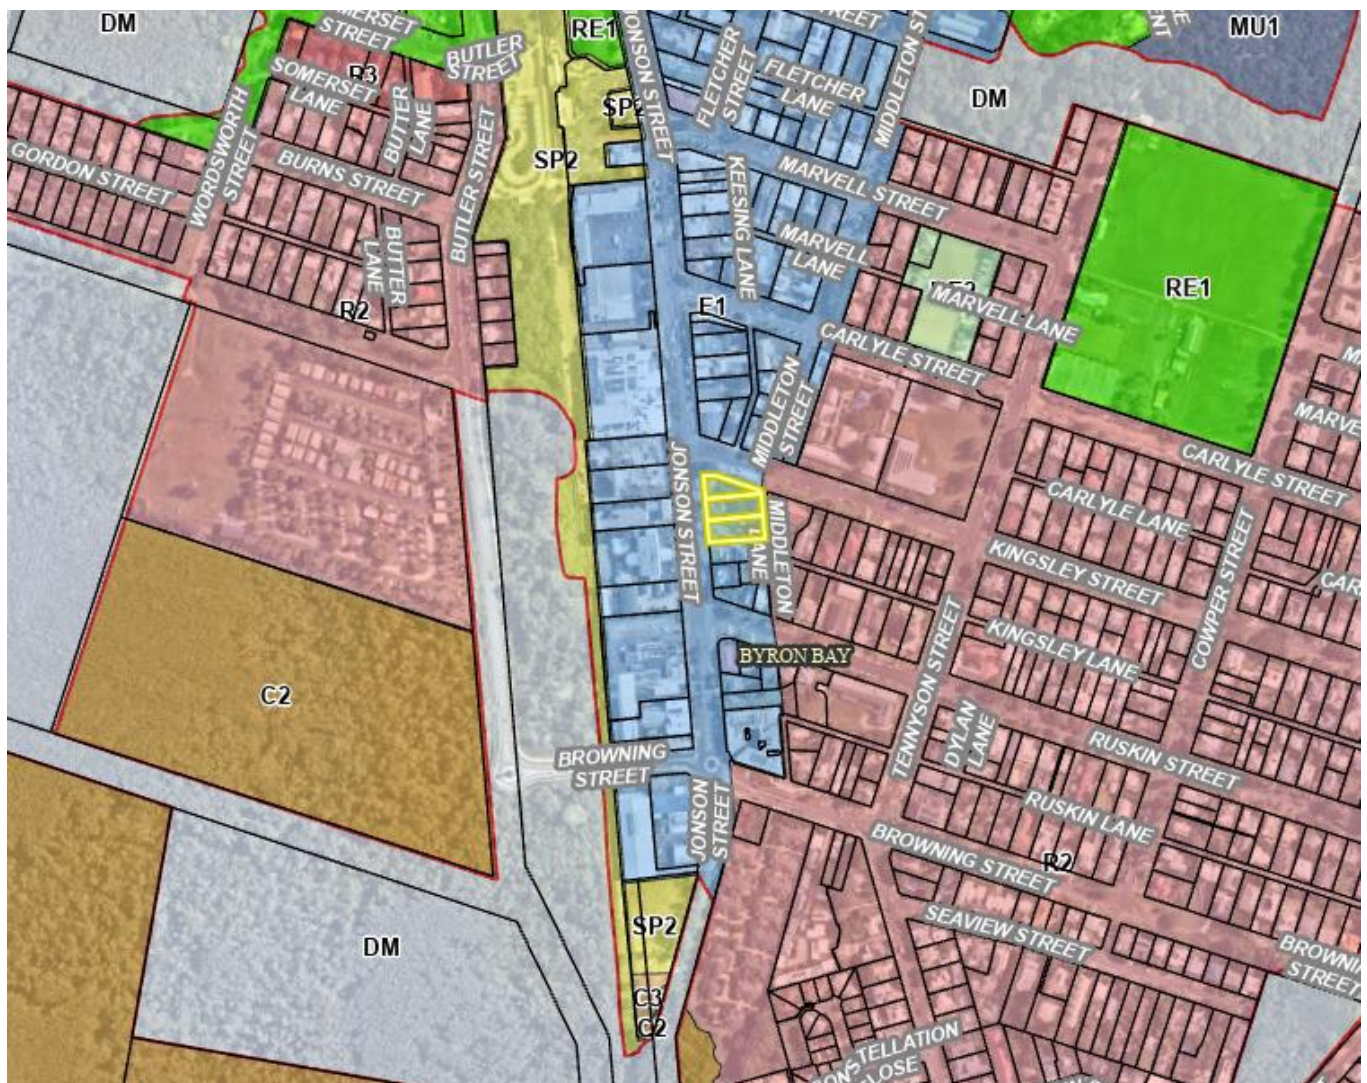 DM
STREET
RE1
JONSON STREET
STREET
MIDDLETON
MU1
BUTLER
STREET
R3
SOMERSET
LANE
BUTTER
LANE
FLETCHER
STREET
FLETCHER
LANE
DM
WORDSWORTH
STREET
GORDON STREET
BURNS STREET
BUTLER STREET
SP2
MARVELL STREET
KEESING LANE
MARVELL
LANE
BUTTER
LANE
R2
E1
MARVELL LANE
RE1
CARLYLE STREET
MIDDLETON
STREET
JONSON STREET
MIDDLETON
LANE
CARLYLE STREET
CARLYLE LANE
KINGSLEY STREET
COWPER STREET
KINGSLEY LANE
TENNYSON STREET
BYRON BAY
C2
BROWNING
STREET
DYLAN
LANE
RUSKIN STREET
RUSKIN LANE
JONSON
STREET
BROWNING STREET
R2
SEAVIEW STREET
SP2
DM
C3
C2
STREET